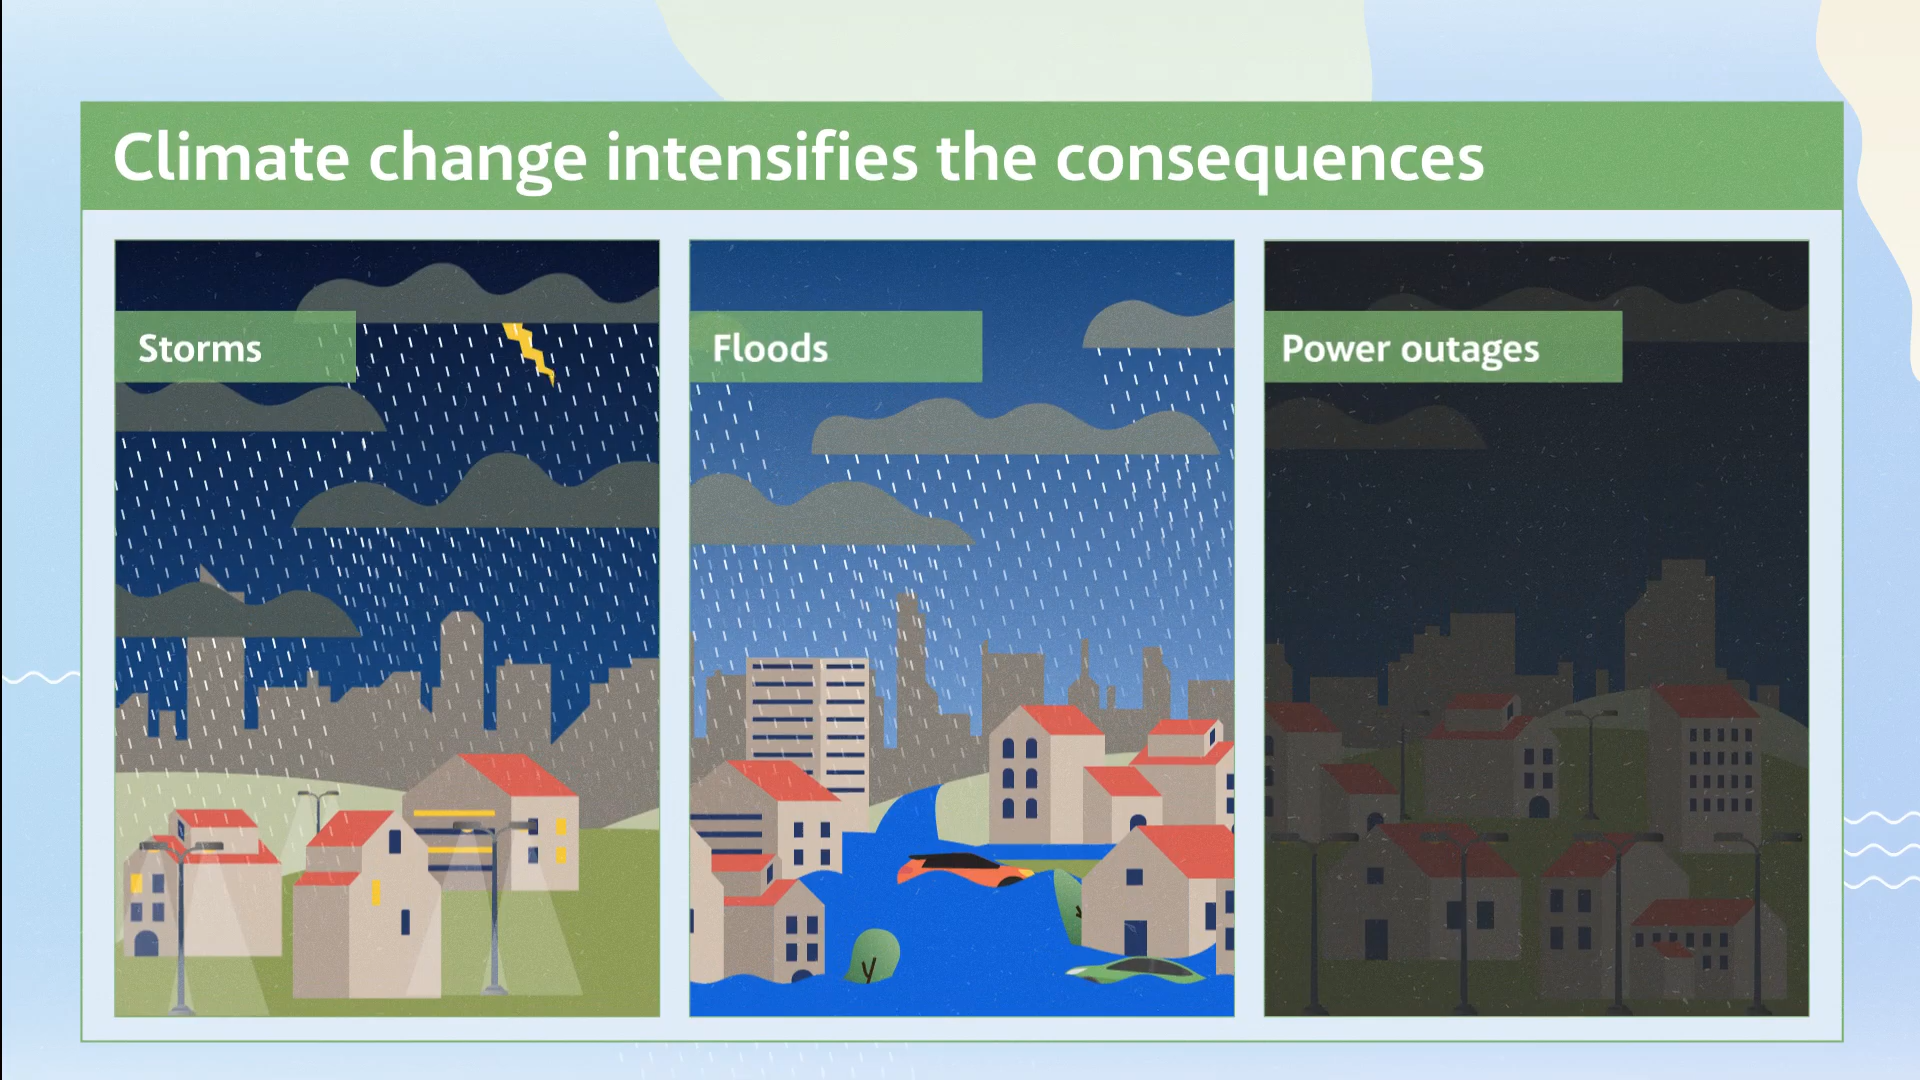 Climate change intensifies the consequences
Storms
Floods
Power outages